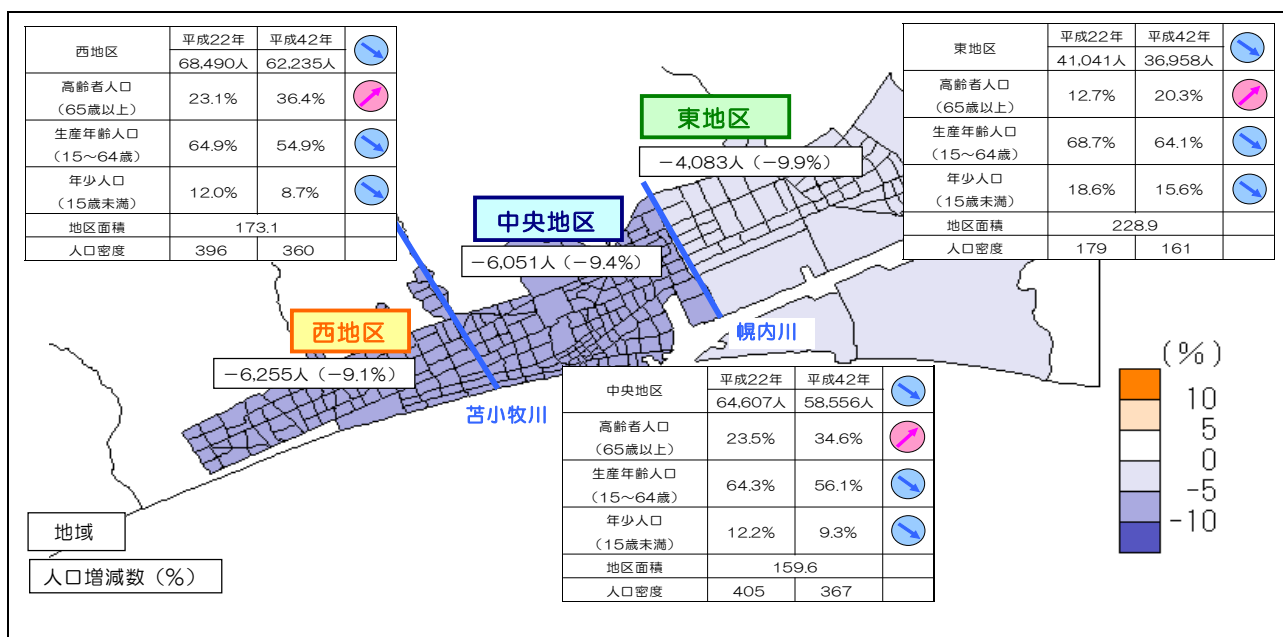 西地区 平成22年 平成42年
68,490人 62,235人
高齢者人口
(65歳以上) 23.1% 36.4%
生産年齢人口
(15～64歳) 64.9% 54.9%
年少人口
(15歳未満) 12.0% 8.7%
地区面積 173.1
人口密度 396 360
東地区 平成22年 平成42年
41,041人 36,958人
高齢者人口
(65歳以上) 12.7% 20.3%
生産年齢人口
(15～64歳) 68.7% 64.1%
年少人口
(15歳未満) 18.6% 15.6%
地区面積 228.9
人口密度 179 161
東地区
－4,083人（－9.9%）
中央地区
－6,051人（－9.4%）
西地区
－6,255人（－9.1%）
幌内川
苫小牧川
中央地区 平成22年 平成42年
64,607人 58,556人
高齢者人口
(65歳以上) 23.5% 34.6%
生産年齢人口
(15～64歳) 64.3% 56.1%
年少人口
(15歳未満) 12.2% 9.3%
地区面積 159.6
人口密度 405 367
(%)
10
5
0
-5
-10
地域
人口増減数（%）